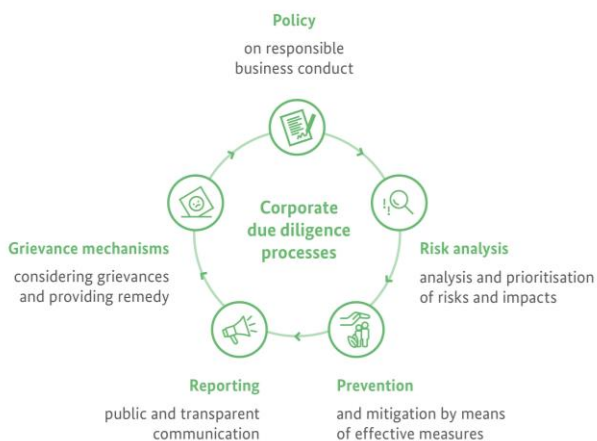 Policy
on responsible
business conduct
Corporate
due diligence
processes
Risk analysis
analysis and prioritisation
of risks and impacts
Prevention
and mitigation by means
of effective measures
Reporting
public and transparent
communication
Grievance mechanisms
considering grievances
and providing remedy